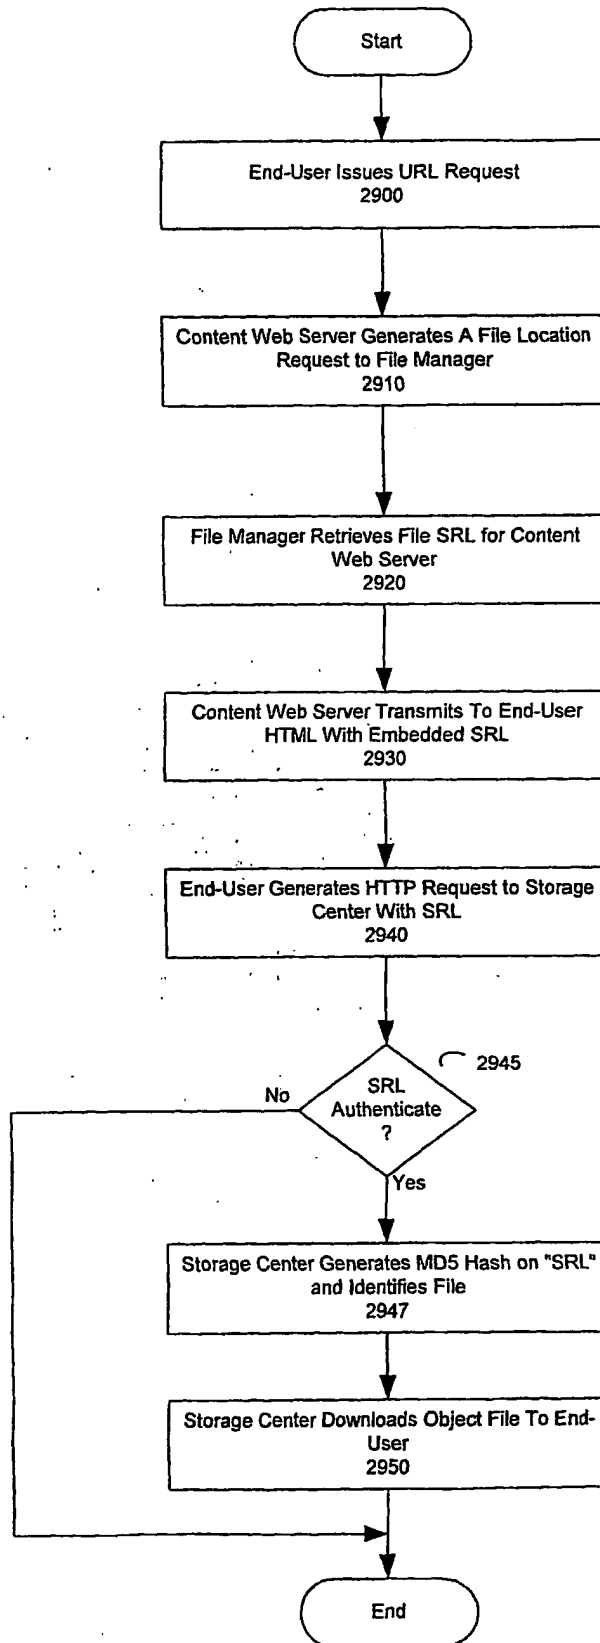 Start
End-User Issues URL Request
2900
Content Web Server Generates A File Location
Request to File Manager
2910
File Manager Retrieves File SRL for Content
Web Server
2920
Content Web Server Transmits To End-User
HTML With Embedded SRL
2930
End-User Generates HTTP Request to Storage
Center With SRL
2940
2945
SRL
Authenticate
?
No
Yes
Storage Center Generates MD5 Hash on "SRL"
and Identifies File
2947
Storage Center Downloads Object File To End-
User
2950
End